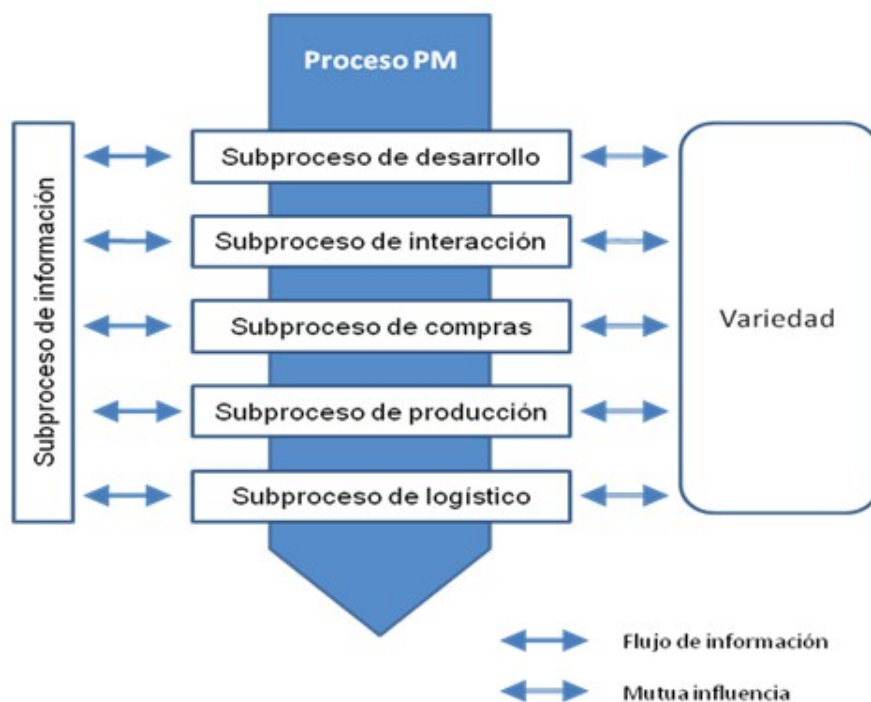 Proceso PM
Subproceso de información
Subproceso de desarrollo
Subproceso de interacción
Subproceso de compras
Subproceso de producción
Subproceso de logístico
Variedad
Flujo de información
Mutua influencia